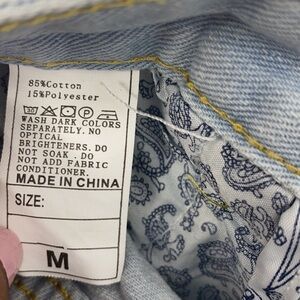 85%Cotton
15%Polyester
WASH DARK COLORS
SEPARATELY. NO
OPTICAL
BRIGHTENERS. DO
NOT SOAK . DO
NOT ADD FABRIC
CONDITIONER.
MADE IN CHINA
SIZE:
M